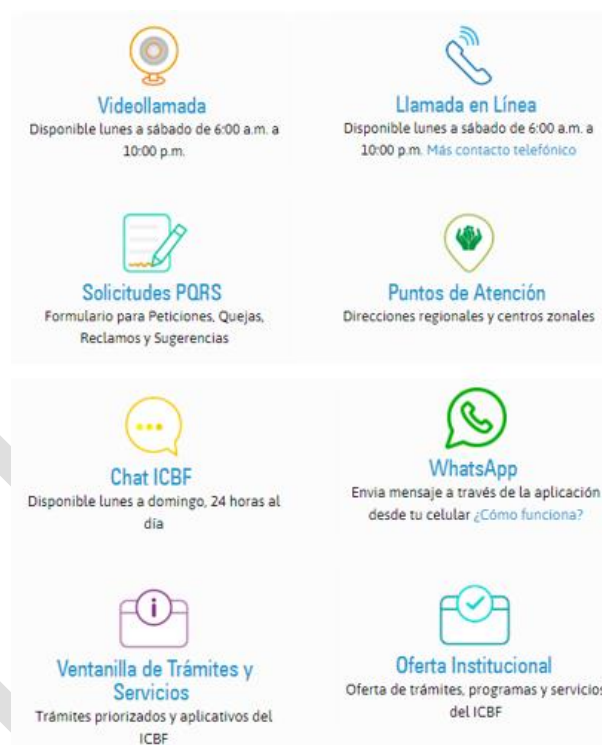 Videollamada
Disponible lunes a sábado de 6:00 a.m. a
10:00 p.m.
Llamada en Línea
Disponible lunes a sábado de 6:00 a.m. a
10:00 p.m. Más contacto telefónico
Solicitudes PQRS
Formulario para Peticiones, Quejas,
Reclamos y Sugerencias
Puntos de Atención
Direcciones regionales y centros zonales
Chat ICBF
Disponible lunes a domingo, 24 horas al
día
WhatsApp
Envia mensaje a través de la aplicación
desde tu celular ¿Cómo funciona?
Ventanilla de Trámites y
Servicios
Trámites priorizados y aplicativos del
ICBF
Oferta Institucional
Oferta de trámites, programas y servicios
del ICBF